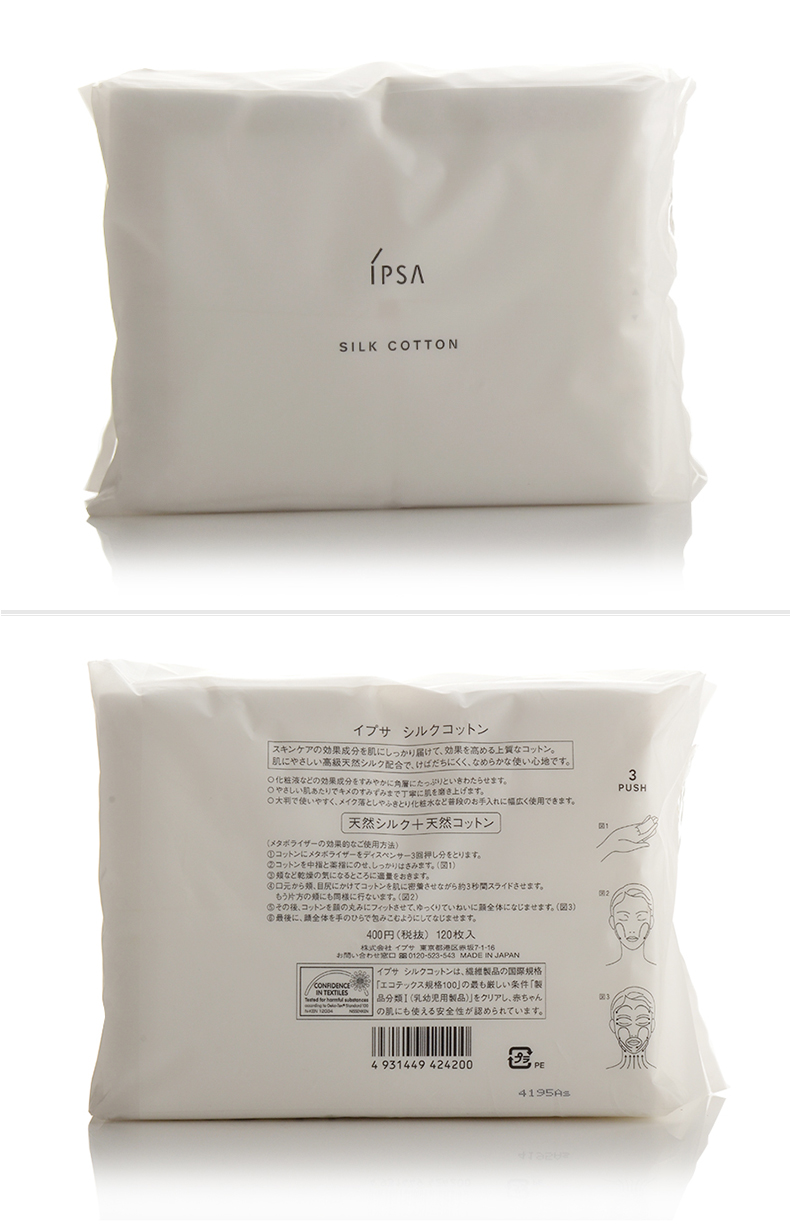 ÍPSA
SILK COTTON
イプサ シルクコットン
スキンケアの効果成分を肌にしっかり届けて、効果を高める上質なコットン。
肌にやさしい高級天然シルク配合で、けばだちにくく、なめらかな使い心地です。
○化粧液などの効果成分をすみやかに角層にたっぷりといきわたらせます。
○やさしい肌あたりでキメのすみずみまで丁寧に肌を磨き上げます。
○大判で使いやすく、メイク落としやふきとり化粧水など普段のお手入れに幅広く使用できます。
天然シルク+天然コットン
(メタボライザーの効果的なご使用方法)
①コットンにメタボライザーをディスペンサー3回押し分をとります。
②コットンを中指と薬指にのせ、しっかりはさみます。(図1)
③頬など乾燥の気になるところに適量をおきます。
④口元から頬、目尻にかけてコットンを肌に密着させながら約3秒間スライドさせます。
もう片方の頬にも同様に行ないます。(図2)
⑤その後、コットンを顔の丸みにフィットさせて、ゆっくりていねいに顔全体になじませます。(図3)
⑥最後に、顔全体を手のひらで包みこむようにしてなじませます。
400円(税抜) 120枚入
株式会社 イプサ 東京都港区赤坂7-1-16
お問い合わせ窓口 0120-523-543 MADE IN JAPAN
CONFIDENCE
IN TEXTILES
Tested for harmful substances
according to Oeko-Tex® Standard 100
NISSENKEN
イプサ シルクコットンは、繊維製品の国際規格
「エコテックス規格100」の最も厳しい条件「製
品分類Ⅰ(乳幼児用製品)」をクリアし、赤ちゃん
の肌にも使える安全性が認められています。
4 931449 424200
プラ
PE
4195As
3
PUSH
図1
図2
図3